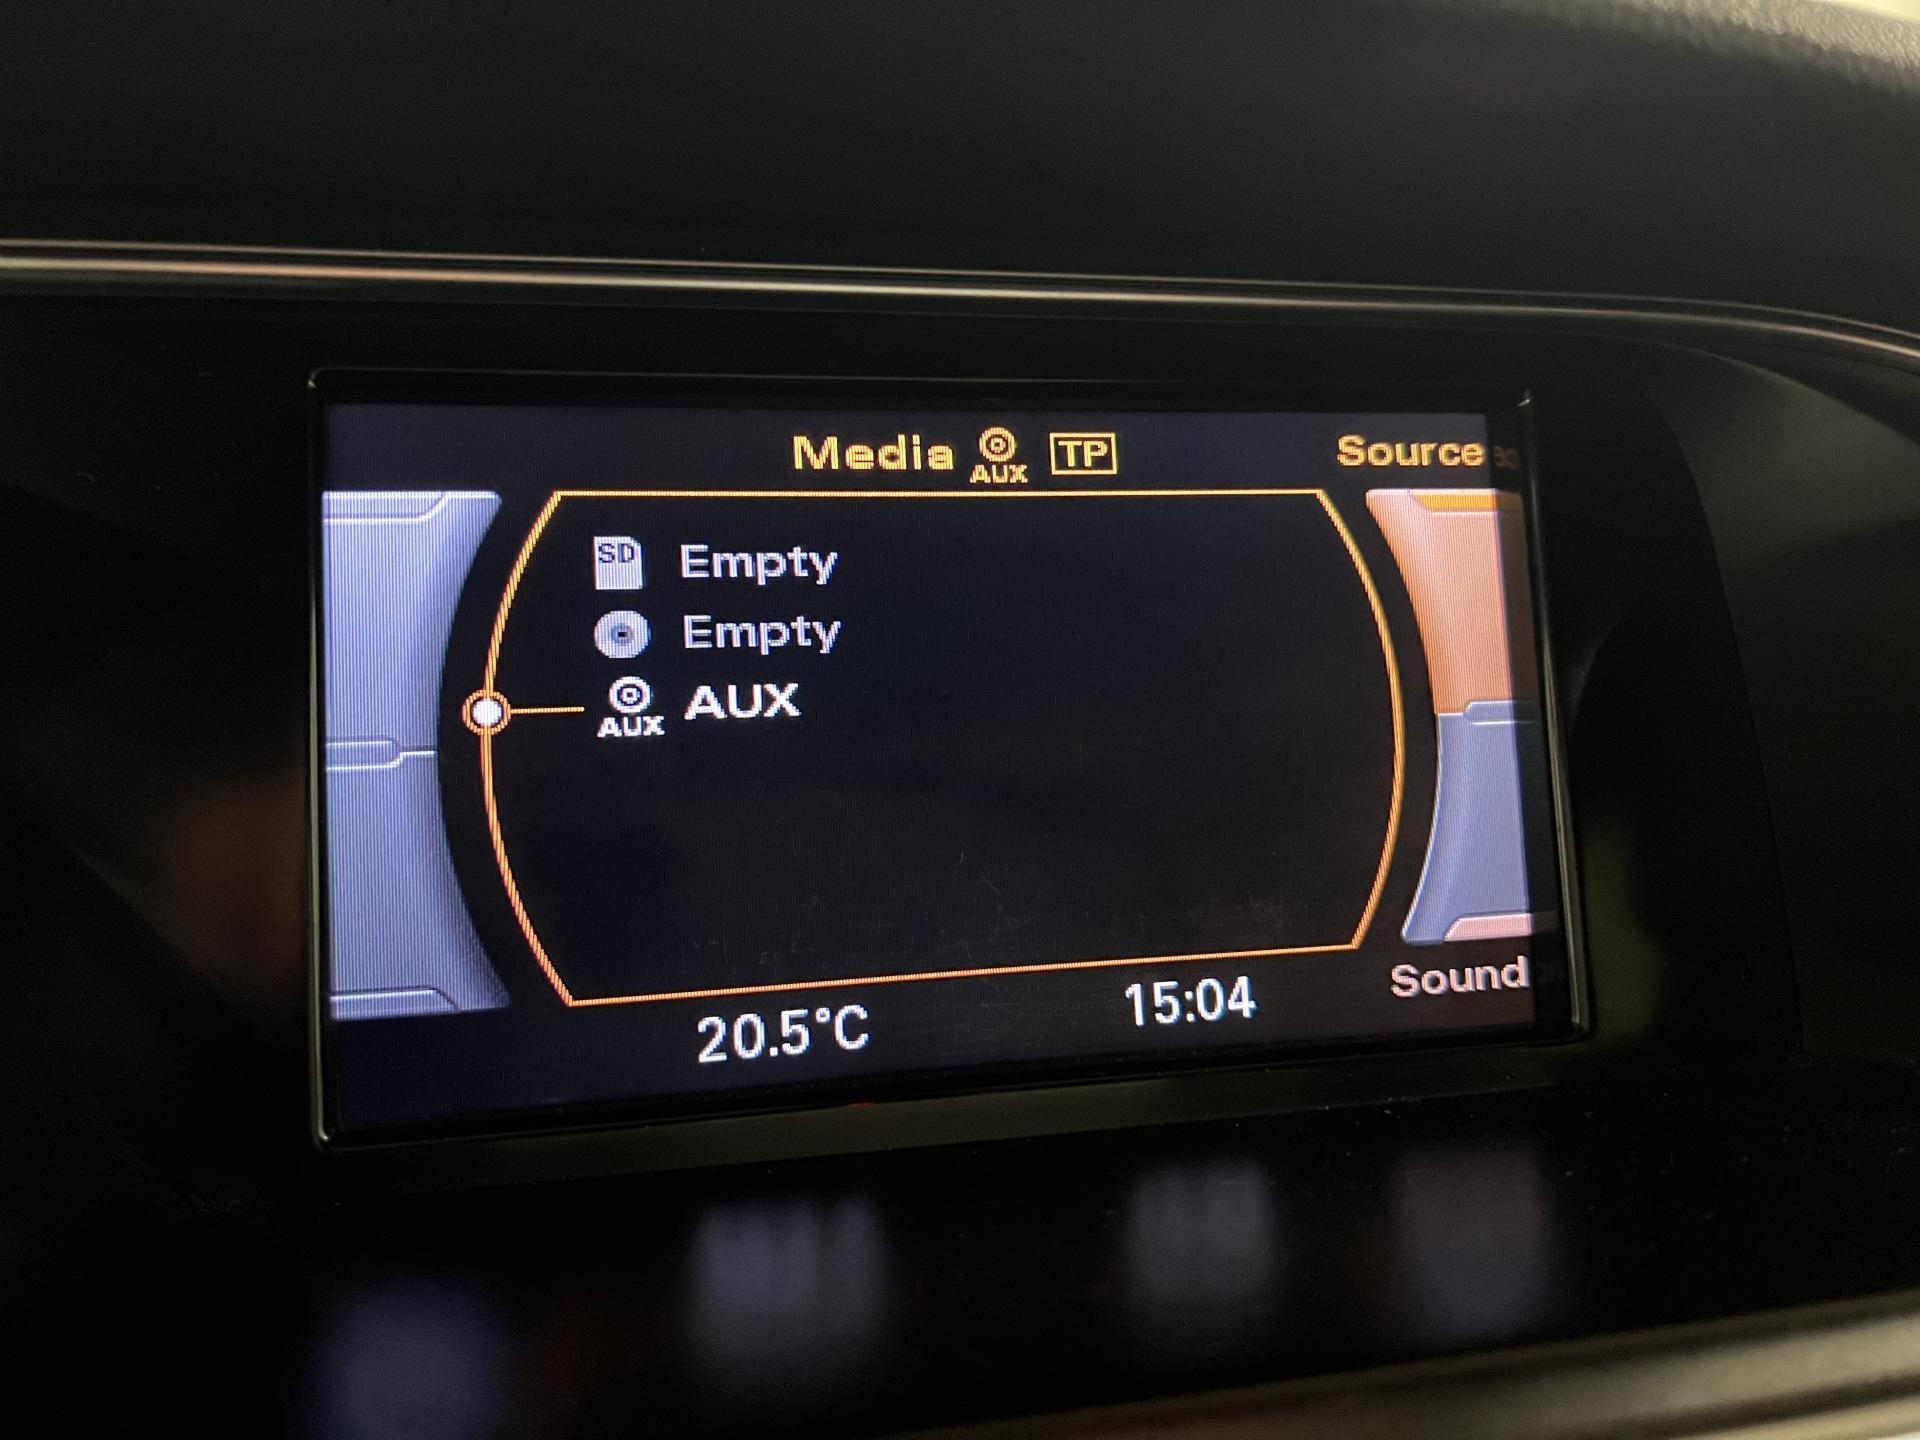 Media AUX TP Source
SD Empty
Empty
AUX AUX
20.5°C 15:04 Sound